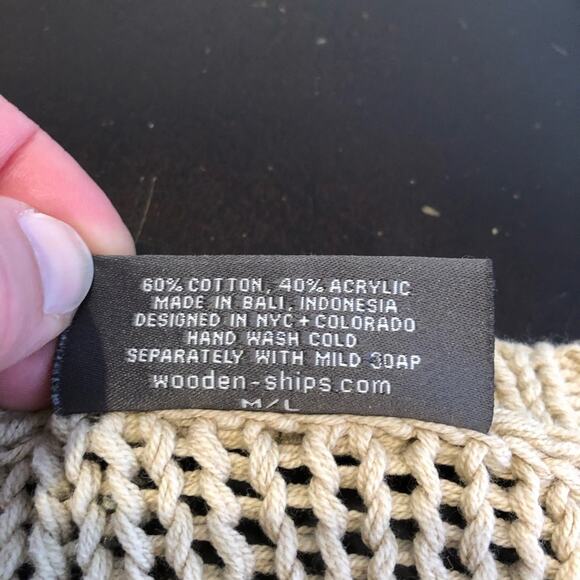 60% COTTON, 40% ACRYLIC
MADE IN BALI, INDONESIA
DESIGNED IN NYC + COLORADO
HAND WASH COLD
SEPARATELY WITH MILD SOAP
wooden-ships.com
M/L